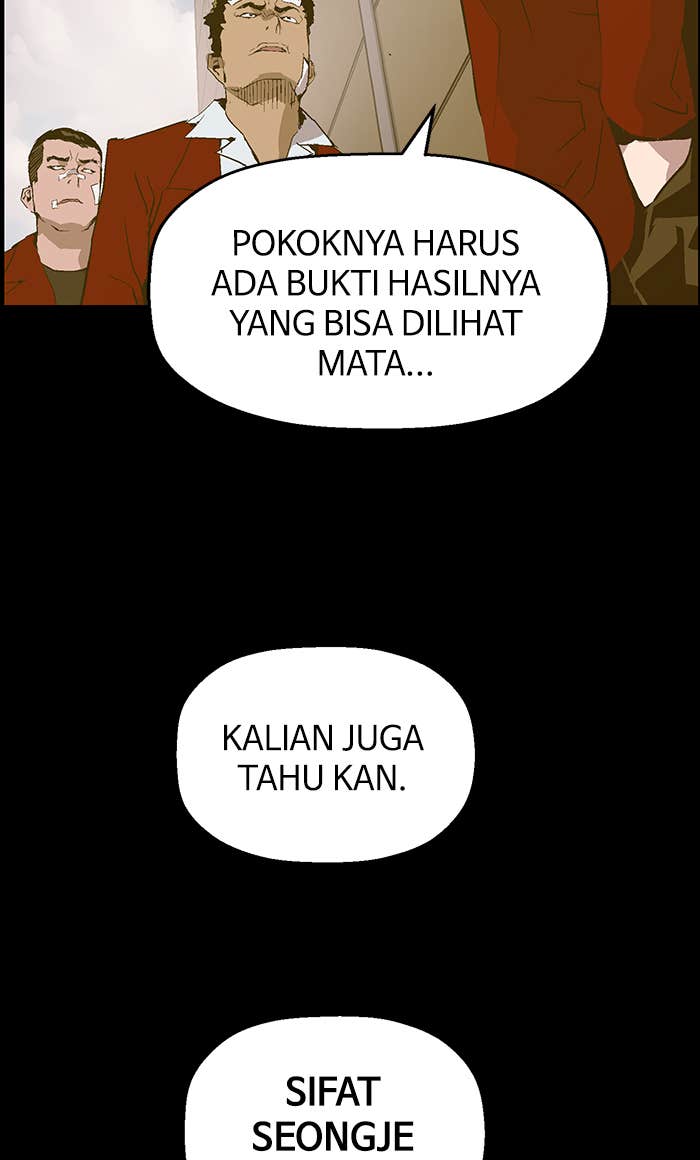 POKOKNYA HARUS
ADA BUKTI HASILNYA
YANG BISA DILIHAT
MATA...
KALIAN JUGA
TAHU KAN.
SIFAT
SEONGJE